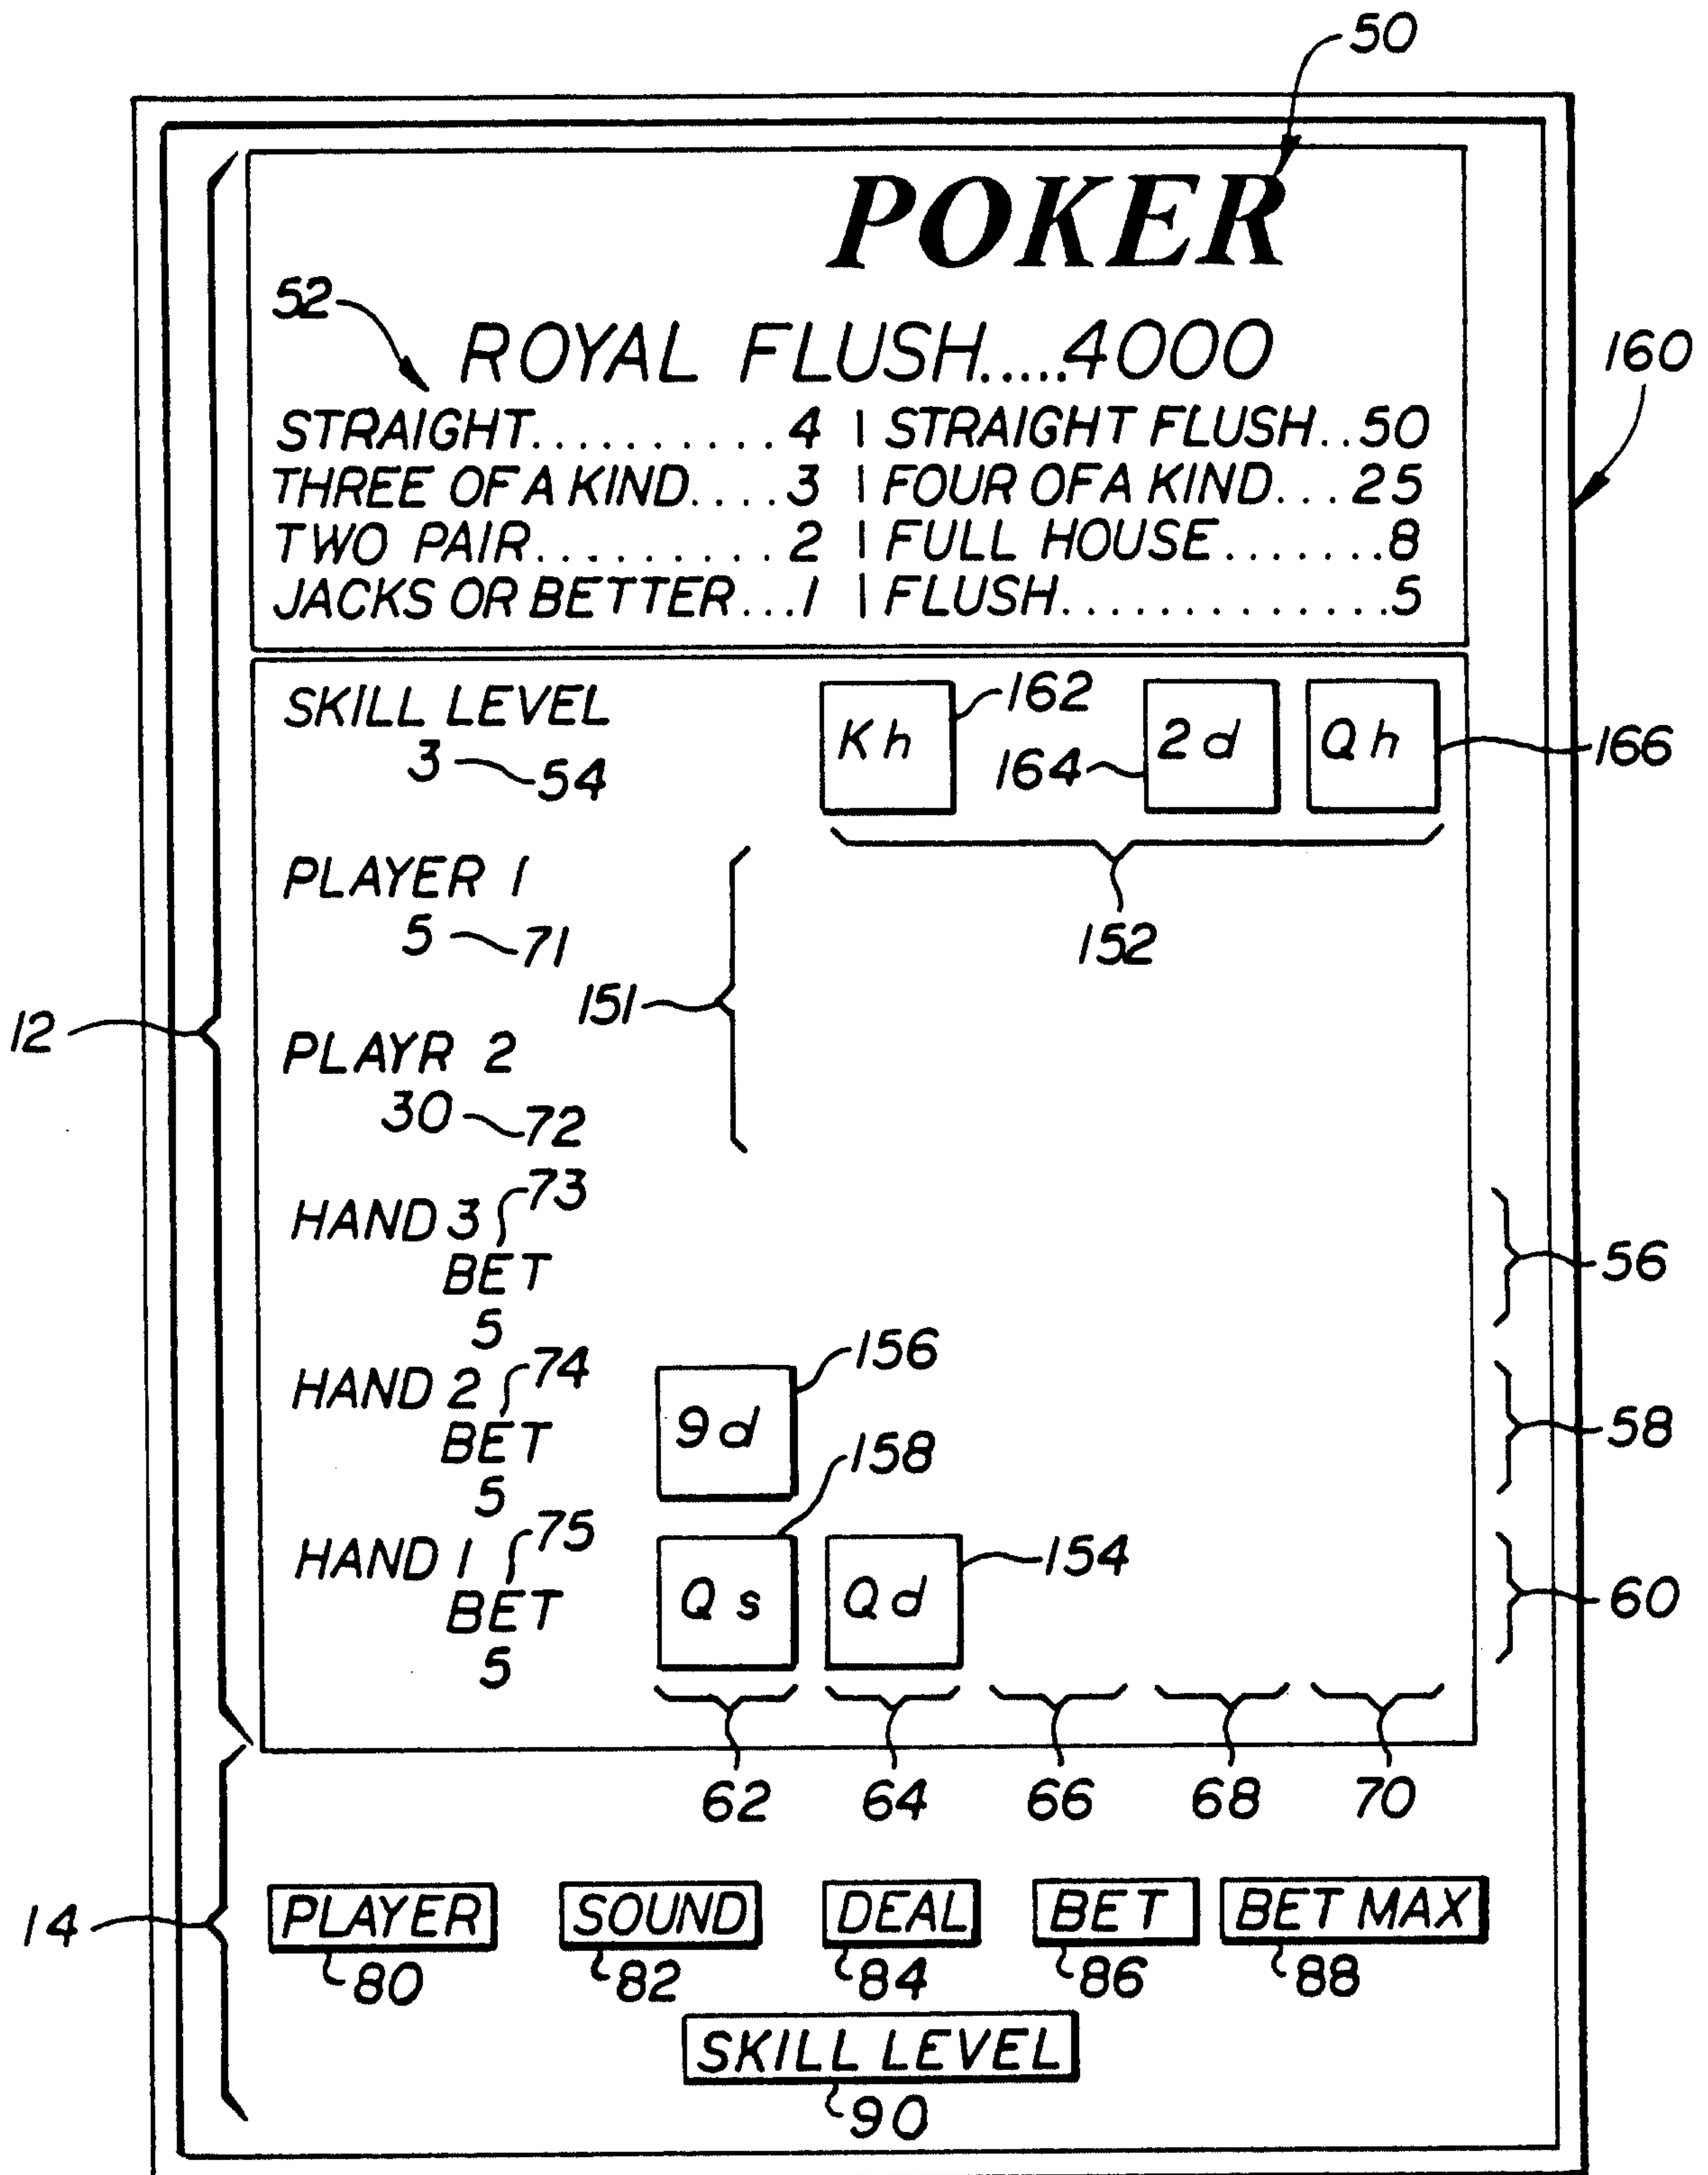 50
POKER
52
ROYAL FLUSH.....4000
160
STRAIGHT..........4 | STRAIGHT FLUSH..50
THREE OF A KIND....3 | FOUR OF A KIND...25
TWO PAIR.........2 | FULL HOUSE.......8
JACKS OR BETTER...1 | FLUSH.............5
SKILL LEVEL
3 54
Kh 162
164 2d Qh 166
152
PLAYER 1
5 71
151
12
PLAYR 2
30 72
HAND 3 73
BET
5
56
HAND 2 74
BET
5
9d 156
58
HAND 1 75
BET
5
Qs 158
Qd 154
60
62 64 66 68 70
14
PLAYER SOUND DEAL BET BET MAX
80 82 84 86 88
SKILL LEVEL
90